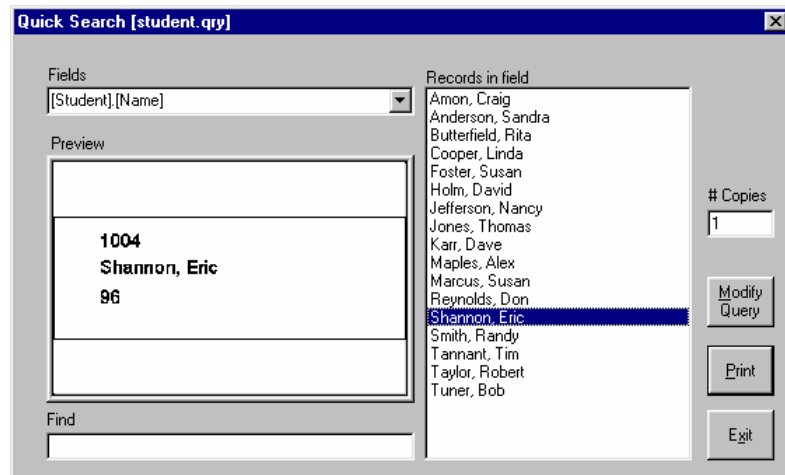 Quick Search [student.qry]
Fields
[Student].[Name]
Preview
1004
Shannon, Eric
96
Find
Records in field
Amon, Craig
Anderson, Sandra
Butterfield, Rita
Cooper, Linda
Foster, Susan
Holm, David
Jefferson, Nancy
Jones, Thomas
Karr, Dave
Maples, Alex
Marcus, Susan
Reynolds, Don
Shannon, Eric
Smith, Randy
Tannant, Tim
Taylor, Robert
Tuner, Bob
# Copies
1
Modify
Query
Print
Exit